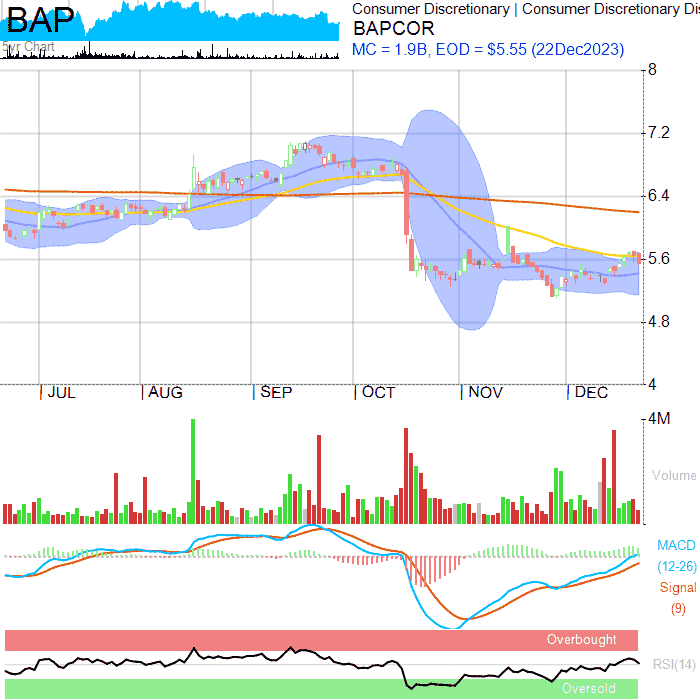 BAP
5yr Chart
Consumer Discretionary | Consumer Discretionary Dis
BAPCOR
MC = 1.9B, EOD = $5.55 (22Dec2023)
8
7.2
6.4
5.6
4.8
4
JUL AUG SEP OCT NOV DEC
4M
Volume
MACD
(12-26)
Signal
(9)
Overbought
RSI(14)
Oversold